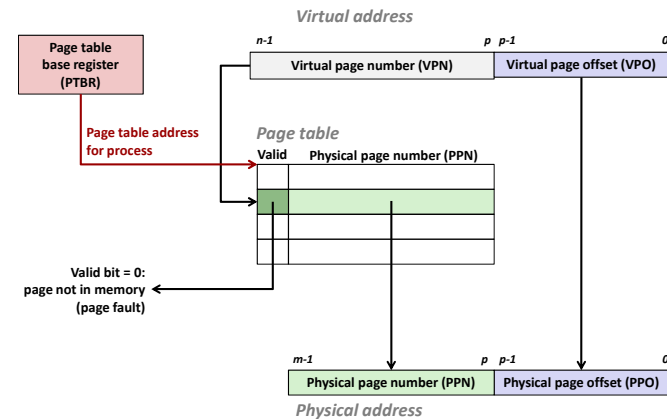 Virtual address
Page table
base register
(PTBR)
n-1
p
p-1
0
Virtual page number (VPN)
Virtual page offset (VPO)
Page table address
for process
Page table
Valid
Physical page number (PPN)
Valid bit = 0:
page not in memory
(page fault)
m-1
p
p-1
0
Physical page number (PPN)
Physical page offset (PPO)
Physical address